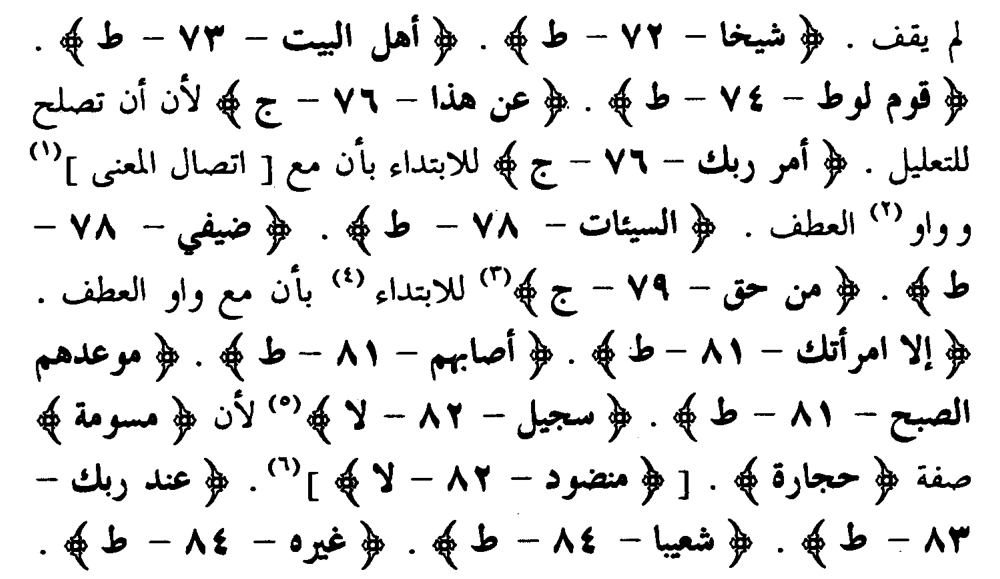 لم يقف . ﴿ شيخا – ٧٢ – ط ﴾ . ﴿ أهل البيت – ٧٣ – ط ﴾ .
﴿ قوم لوط – ٧٤ – ط ﴾ . ﴿ عن هذا – ٧٦ – ج ﴾ لأن أن تصلح
للتعليل . ﴿ أمر ربك – ٧٦ – ج ﴾ للابتداء بأن مع [ اتصال المعنى ](١)
و واو (٢) العطف . ﴿ السيئات – ٧٨ – ط ﴾ . ﴿ ضيفي – ٧٨ –
ط ﴾ . ﴿ من حق – ٧٩ – ج ﴾(٣) للابتداء (٤) بأن مع واو العطف .
﴿ إلا امرأتك – ٨١ – ط ﴾ . ﴿ أصابهم – ٨١ – ط ﴾ . ﴿ موعدهم
الصبح – ٨١ – ط ﴾ . ﴿ سجيل – ٨٢ – لا ﴾(٥) لأن ﴿ مسومة ﴾
صفة ﴿ حجارة ﴾ . [ ﴿ منضود – ٨٢ – لا ﴾ ](٦) . ﴿ عند ربك –
٨٣ – ط ﴾ . ﴿ شعيبا – ٨٤ – ط ﴾ . ﴿ غيره – ٨٤ – ط ﴾ .